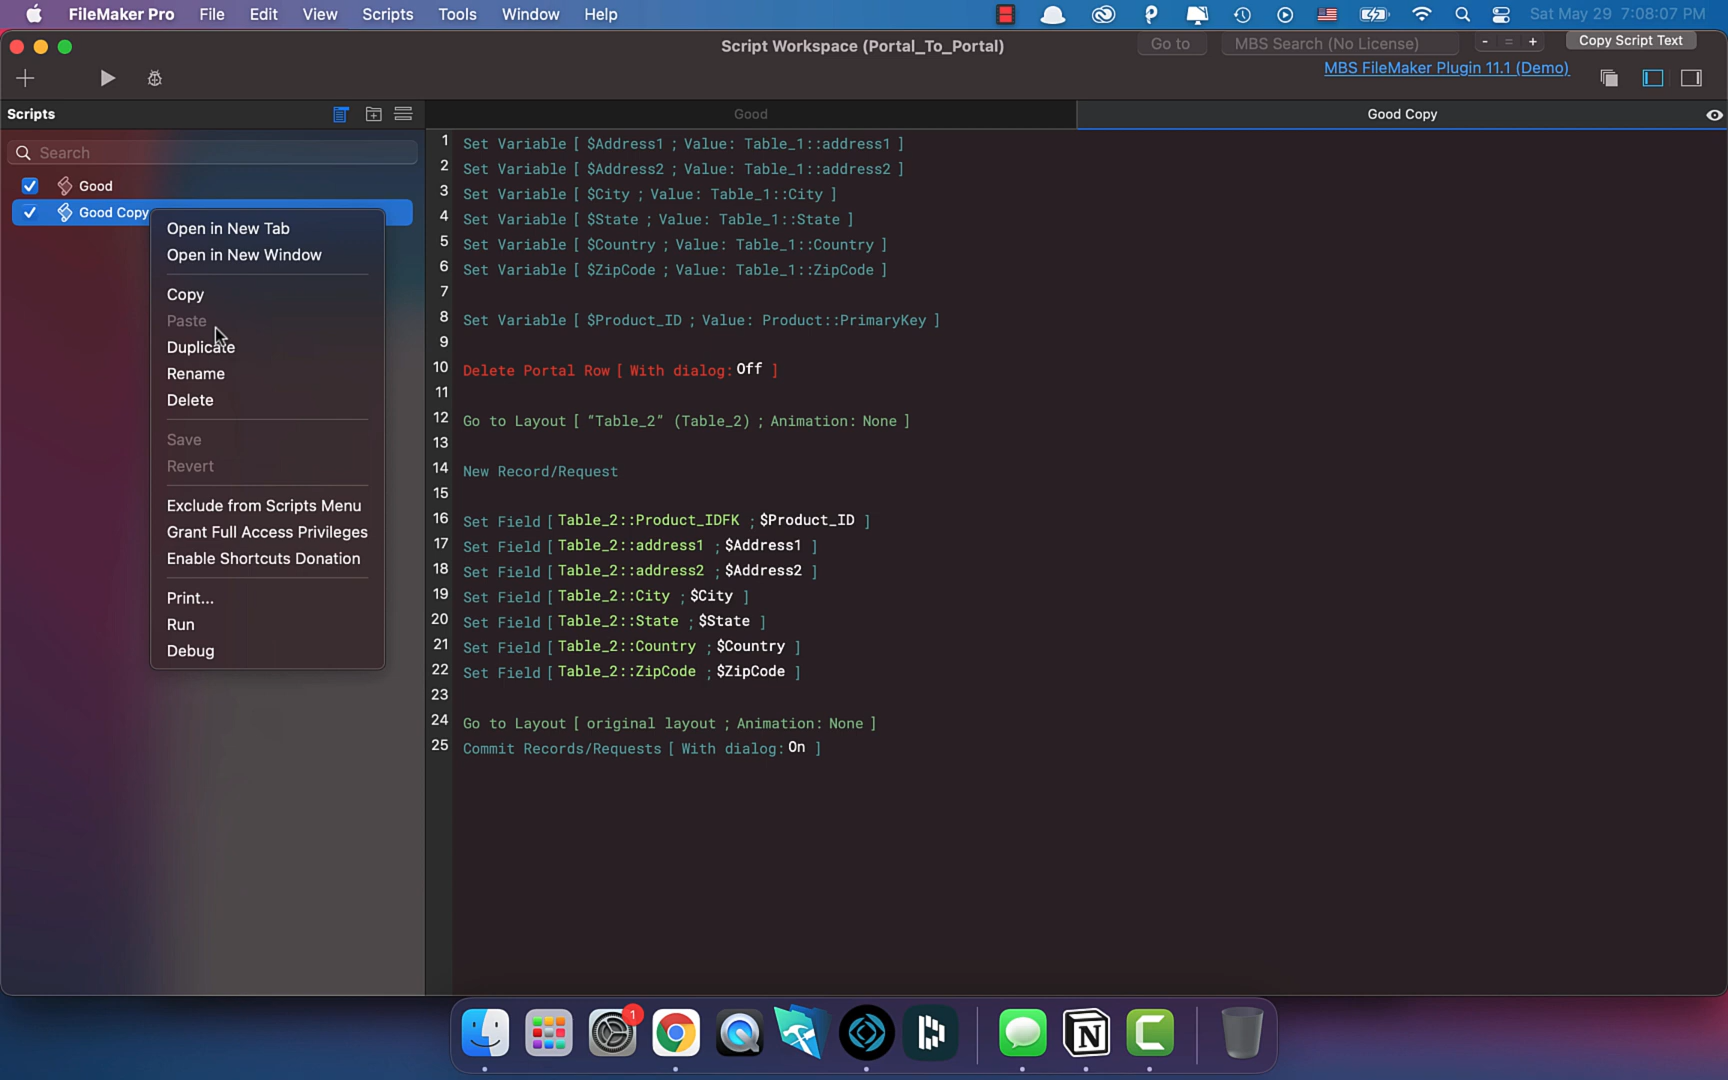 FileMaker Pro File Edit View Scripts Tools Window Help Sat May 29 7:08:07 PM
Script Workspace (Portal_To_Portal) Go to MBS Search (No License) - = + Copy Script Text
MBS FileMaker Plugin 11.1 (Demo)
Scripts Good Good Copy
Search
Good
Good Copy
Open in New Tab
Open in New Window
Copy
Paste
Duplicate
Rename
Delete
Save
Revert
Exclude from Scripts Menu
Grant Full Access Privileges
Enable Shortcuts Donation
Print...
Run
Debug
1 Set Variable [ $Address1 ; Value: Table_1::address1 ]
2 Set Variable [ $Address2 ; Value: Table_1::address2 ]
3 Set Variable [ $City ; Value: Table_1::City ]
4 Set Variable [ $State ; Value: Table_1::State ]
5 Set Variable [ $Country ; Value: Table_1::Country ]
6 Set Variable [ $ZipCode ; Value: Table_1::ZipCode ]
7
8 Set Variable [ $Product_ID ; Value: Product::PrimaryKey ]
9
10 Delete Portal Row [ With dialog: Off ]
11
12 Go to Layout [ “Table_2” (Table_2) ; Animation: None ]
13
14 New Record/Request
15
16 Set Field [ Table_2::Product_IDFK ; $Product_ID ]
17 Set Field [ Table_2::address1 ; $Address1 ]
18 Set Field [ Table_2::address2 ; $Address2 ]
19 Set Field [ Table_2::City ; $City ]
20 Set Field [ Table_2::State ; $State ]
21 Set Field [ Table_2::Country ; $Country ]
22 Set Field [ Table_2::ZipCode ; $ZipCode ]
23
24 Go to Layout [ original layout ; Animation: None ]
25 Commit Records/Requests [ With dialog: On ]
1